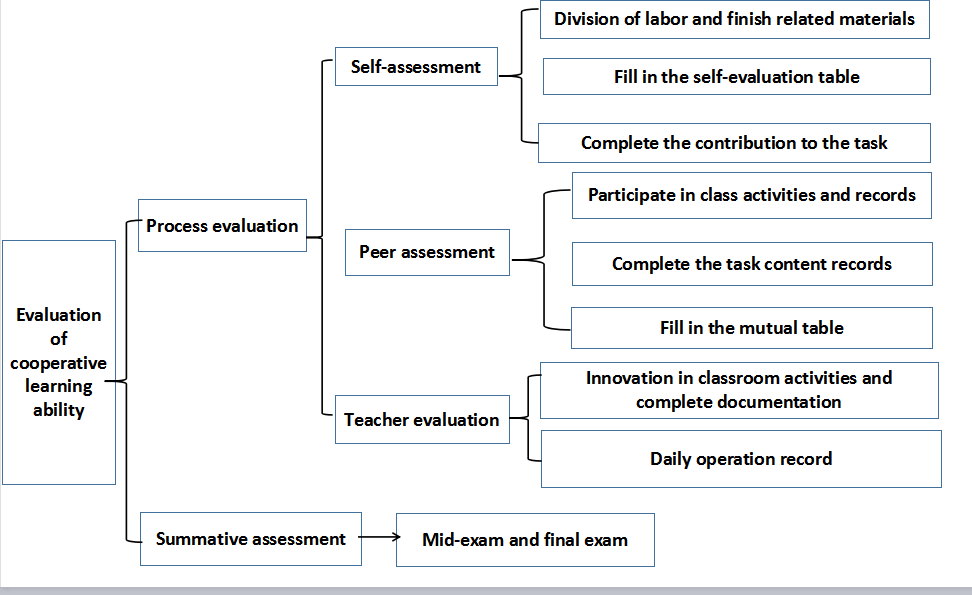 Division of labor and finish related materials
Self-assessment
Fill in the self-evaluation table
Complete the contribution to the task
Participate in class activities and records
Process evaluation
Peer assessment
Complete the task content records
Evaluation
of
cooperative
learning
ability
Fill in the mutual table
Innovation in classroom activities and
complete documentation
Teacher evaluation
Daily operation record
Summative assessment
Mid-exam and final exam